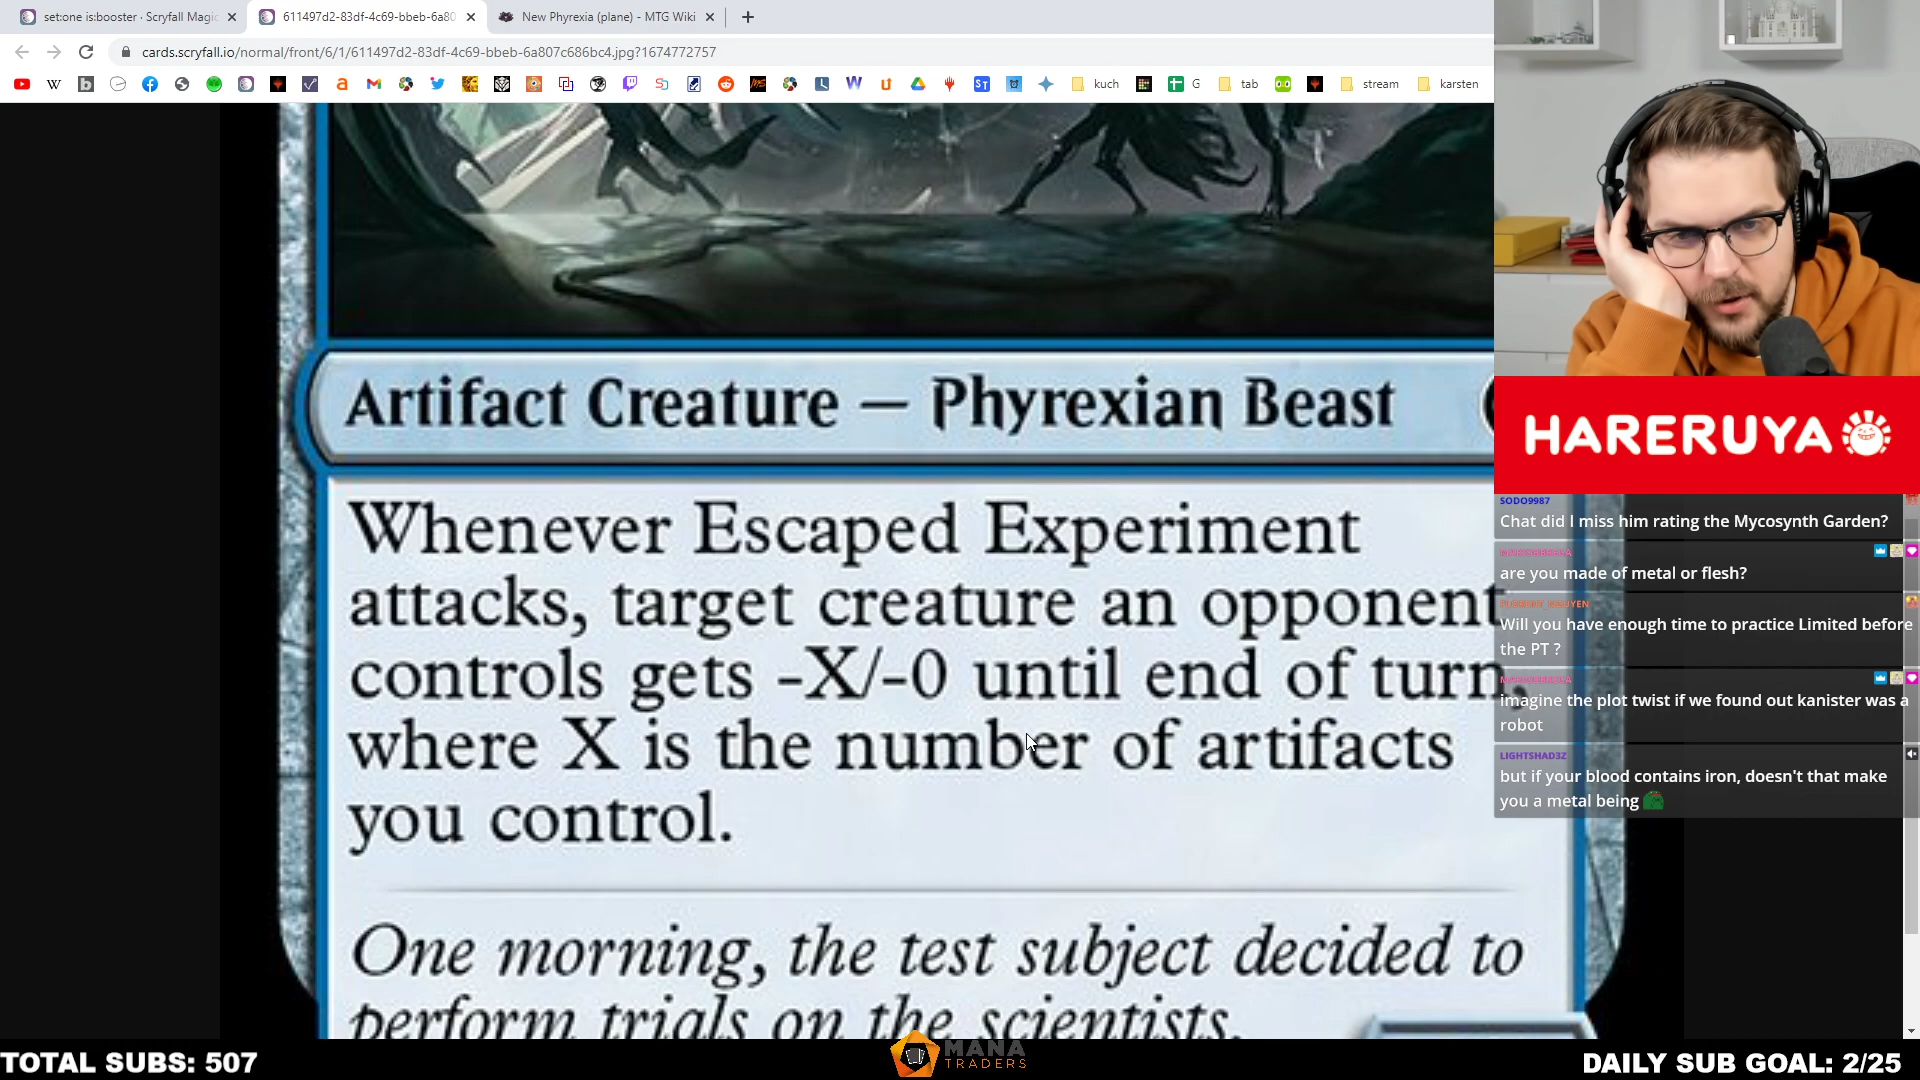 set:one is:booster · Scryfall Magic
611497d2-83df-4c69-bbeb-6a80
New Phyrexia (plane) - MTG Wiki
cards.scryfall.io/normal/front/6/1/611497d2-83df-4c69-bbeb-6a807c686bc4.jpg?1674772757
kuch
G
tab
stream
karsten
Artifact Creature — Phyrexian Beast
Whenever Escaped Experiment
attacks, target creature an opponent
controls gets -X/-0 until end of turn,
where X is the number of artifacts
you control.
One morning, the test subject decided to
perform trials on the scientists.
HARERUYA
SODO9987
Chat did I miss him rating the Mycosynth Garden?
are you made of metal or flesh?
Will you have enough time to practice Limited before
the PT ?
imagine the plot twist if we found out kanister was a
robot
LIGHTSHAD3Z
but if your blood contains iron, doesn't that make
you a metal being
TOTAL SUBS: 507
MANA
TRADERS
DAILY SUB GOAL: 2/25